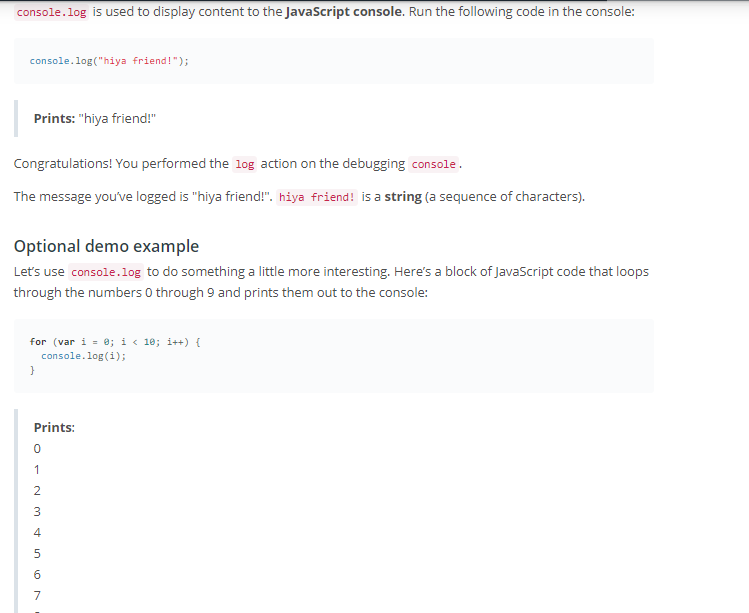 console.log is used to display content to the JavaScript console. Run the following code in the console:
console.log("hiya friend!");
Prints: "hiya friend!"
Congratulations! You performed the log action on the debugging console.
The message you’ve logged is "hiya friend!". hiya friend! is a string (a sequence of characters).
Optional demo example
Let’s use console.log to do something a little more interesting. Here’s a block of JavaScript code that loops
through the numbers 0 through 9 and prints them out to the console:
for (var i = 0; i < 10; i++) {
  console.log(i);
}
Prints:
0
1
2
3
4
5
6
7